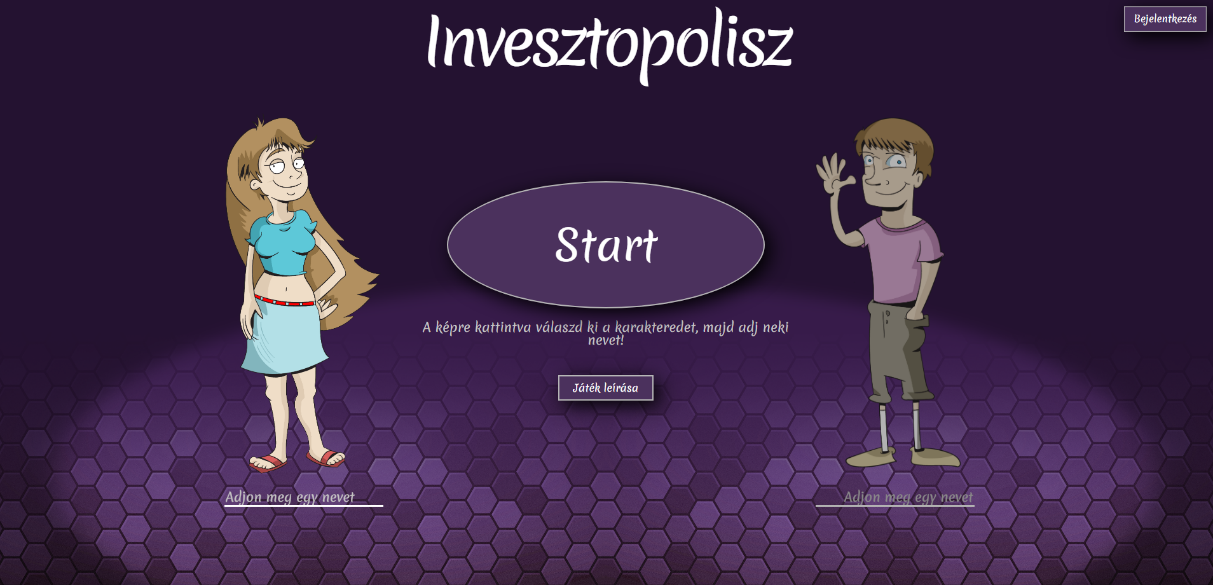 Invesztopolisz
Bejelentkezés
Start
A képre kattintva válaszd ki a karakteredet, majd adj neki
nevet!
Játék leírása
Adjon meg egy nevet
Adjon meg egy nevet